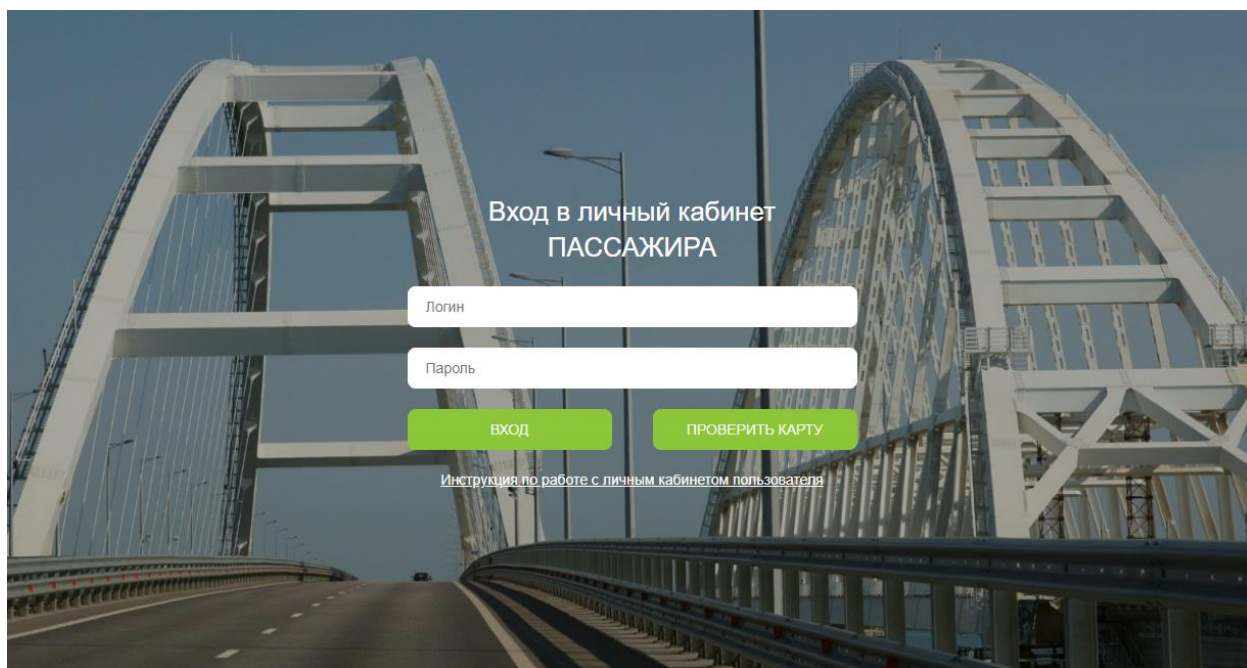 Вход в личный кабинет
ПАССАЖИРА
Логин
Пароль
ВХОД
ПРОВЕРИТЬ КАРТУ
Инструкция по работе с личным кабинетом пользователя